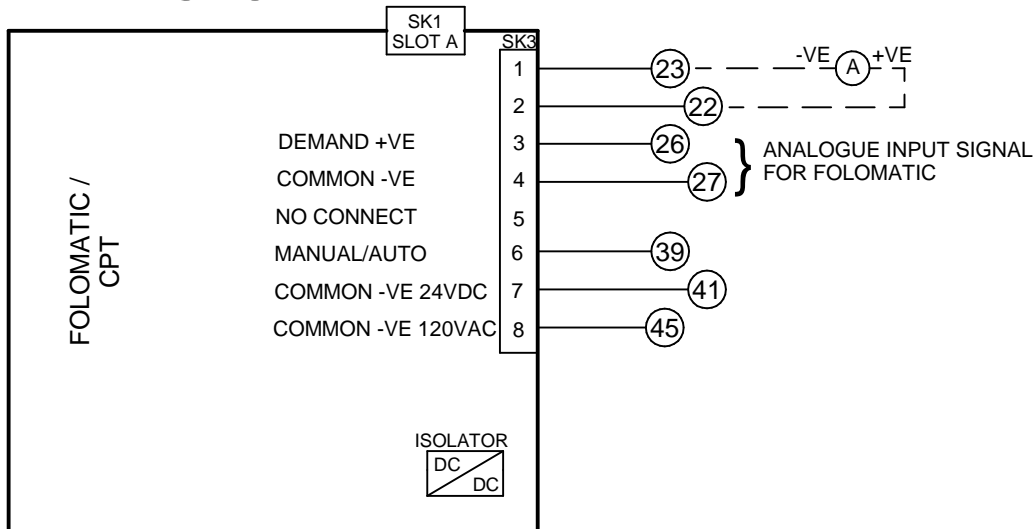 SK1
SLOT A
SK3
1
23
-VE
A
+VE
2
22
DEMAND +VE
3
26
COMMON -VE
4
27
}
ANALOGUE INPUT SIGNAL
FOR FOLOMATIC
NO CONNECT
5
MANUAL/AUTO
6
39
COMMON -VE 24VDC
7
41
COMMON -VE 120VAC
8
45
FOLOMATIC /
CPT
ISOLATOR
DC
DC